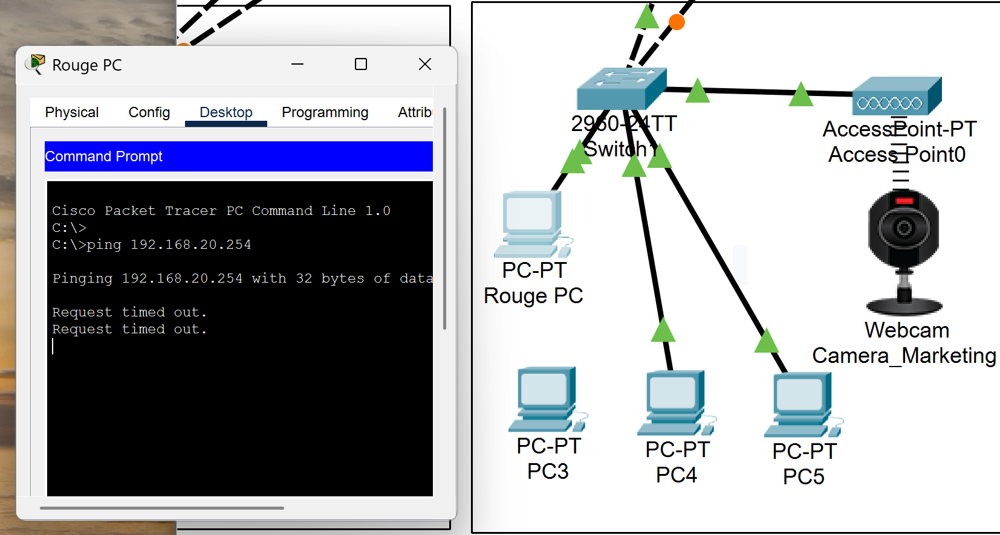 Rouge PC
Physical
Config
Desktop
Programming
Attrib
Command Prompt
Cisco Packet Tracer PC Command Line 1.0
C:\>
C:\>ping 192.168.20.254
Pinging 192.168.20.254 with 32 bytes of data
Request timed out.
Request timed out.
2960-24TT
Switch1
AccessPoint-PT
Access Point0
PC-PT
Rouge PC
Webcam
Camera_Marketing
PC-PT
PC3
PC-PT
PC4
PC-PT
PC5